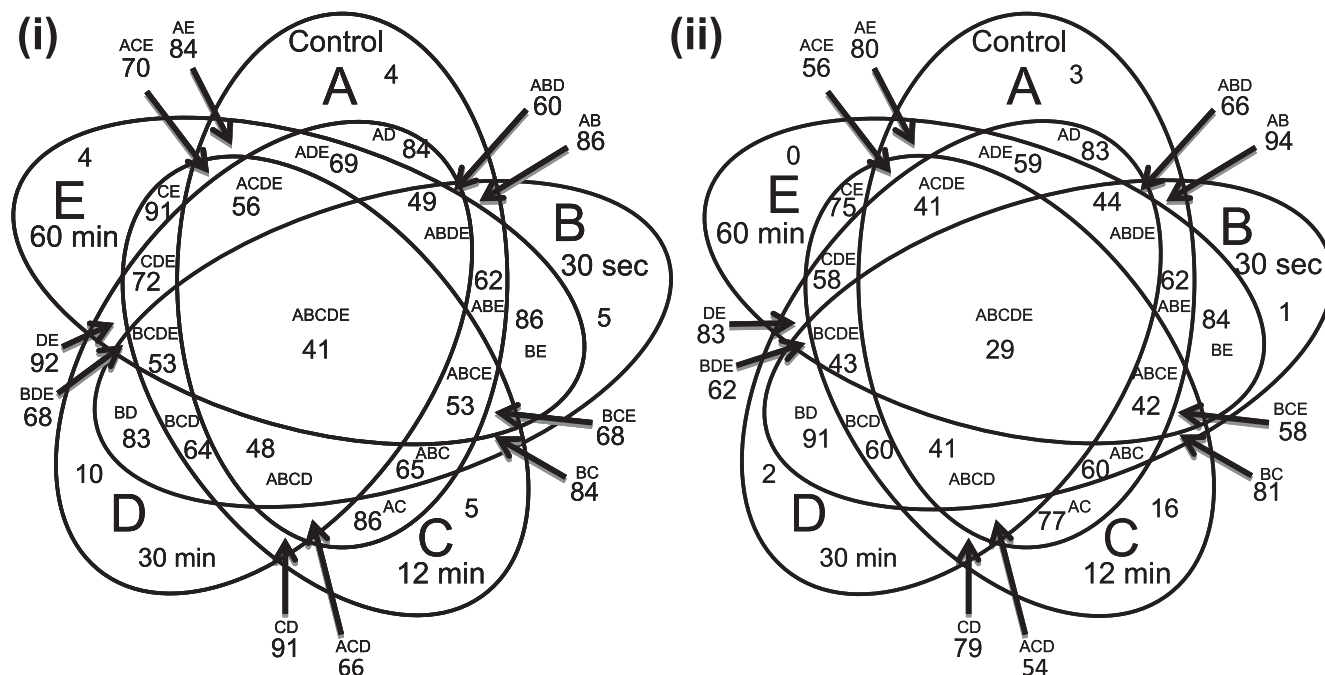 (i)
AE
84
ACE
70
Control
4
A
ABD
60
AB
86
AD
84
ADE 69
4
E
60 min
CE
91
ACDE
56
49
ABDE
B
30 sec
CDE
72
62
ABE
86
BE
5
ABCDE
41
DE
92
BCDE
53
BDE
68
ABCE
53
BCE
68
BD
83
BCD
64
48
ABCD
ABC
65
BC
84
10
D
30 min
86 AC
5
C
12 min
CD
91
ACD
66
(ii)
AE
80
ACE
56
Control
3
A
ABD
66
AB
94
AD
83
ADE 59
0
E
60 min
CE
75
ACDE
41
44
ABDE
B
30 sec
CDE
58
62
ABE
84
BE
1
ABCDE
29
DE
83
BCDE
43
BDE
62
ABCE
42
BCE
58
BD
91
BCD
60
41
ABCD
ABC
60
BC
81
2
D
30 min
77 AC
16
C
12 min
CD
79
ACD
54